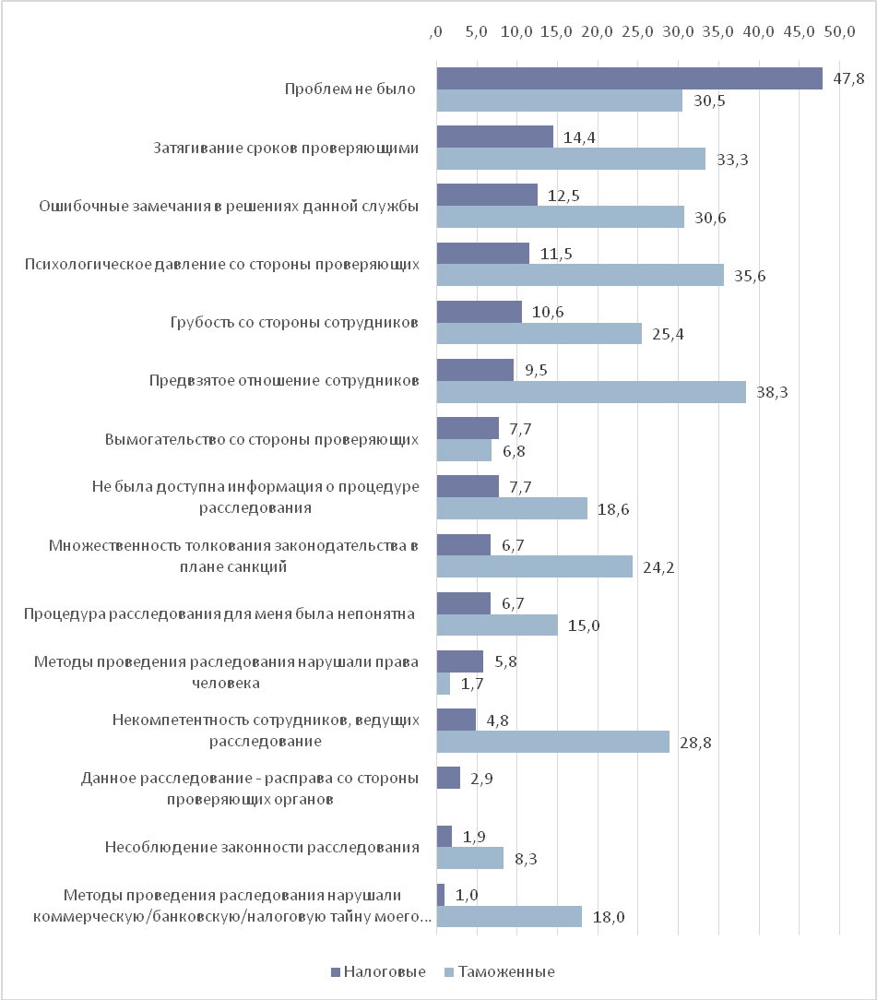 ,0 5,0 10,0 15,0 20,0 25,0 30,0 35,0 40,0 45,0 50,0
Проблем не было
47,8
30,5
Затягивание сроков проверяющими
14,4
33,3
Ошибочные замечания в решениях данной службы
12,5
30,6
Психологическое давление со стороны проверяющих
11,5
35,6
Грубость со стороны сотрудников
10,6
25,4
Предвзятое отношение сотрудников
9,5
38,3
Вымогательство со стороны проверяющих
7,7
6,8
Не была доступна информация о процедуре
расследования
7,7
18,6
Множественность толкования законодательства в
плане санкций
6,7
24,2
Процедура расследования для меня была непонятна
6,7
15,0
Методы проведения раследования нарушали права
человека
5,8
1,7
Некомпетентность сотрудников, ведущих
расследование
4,8
28,8
Данное расследование - расправа со стороны
проверяющих органов
2,9
Несоблюдение законности расследования
1,9
8,3
Методы проведения раследования нарушали
коммерческую/банковскую/налоговую тайну моего...
1,0
18,0
Налоговые Таможенные